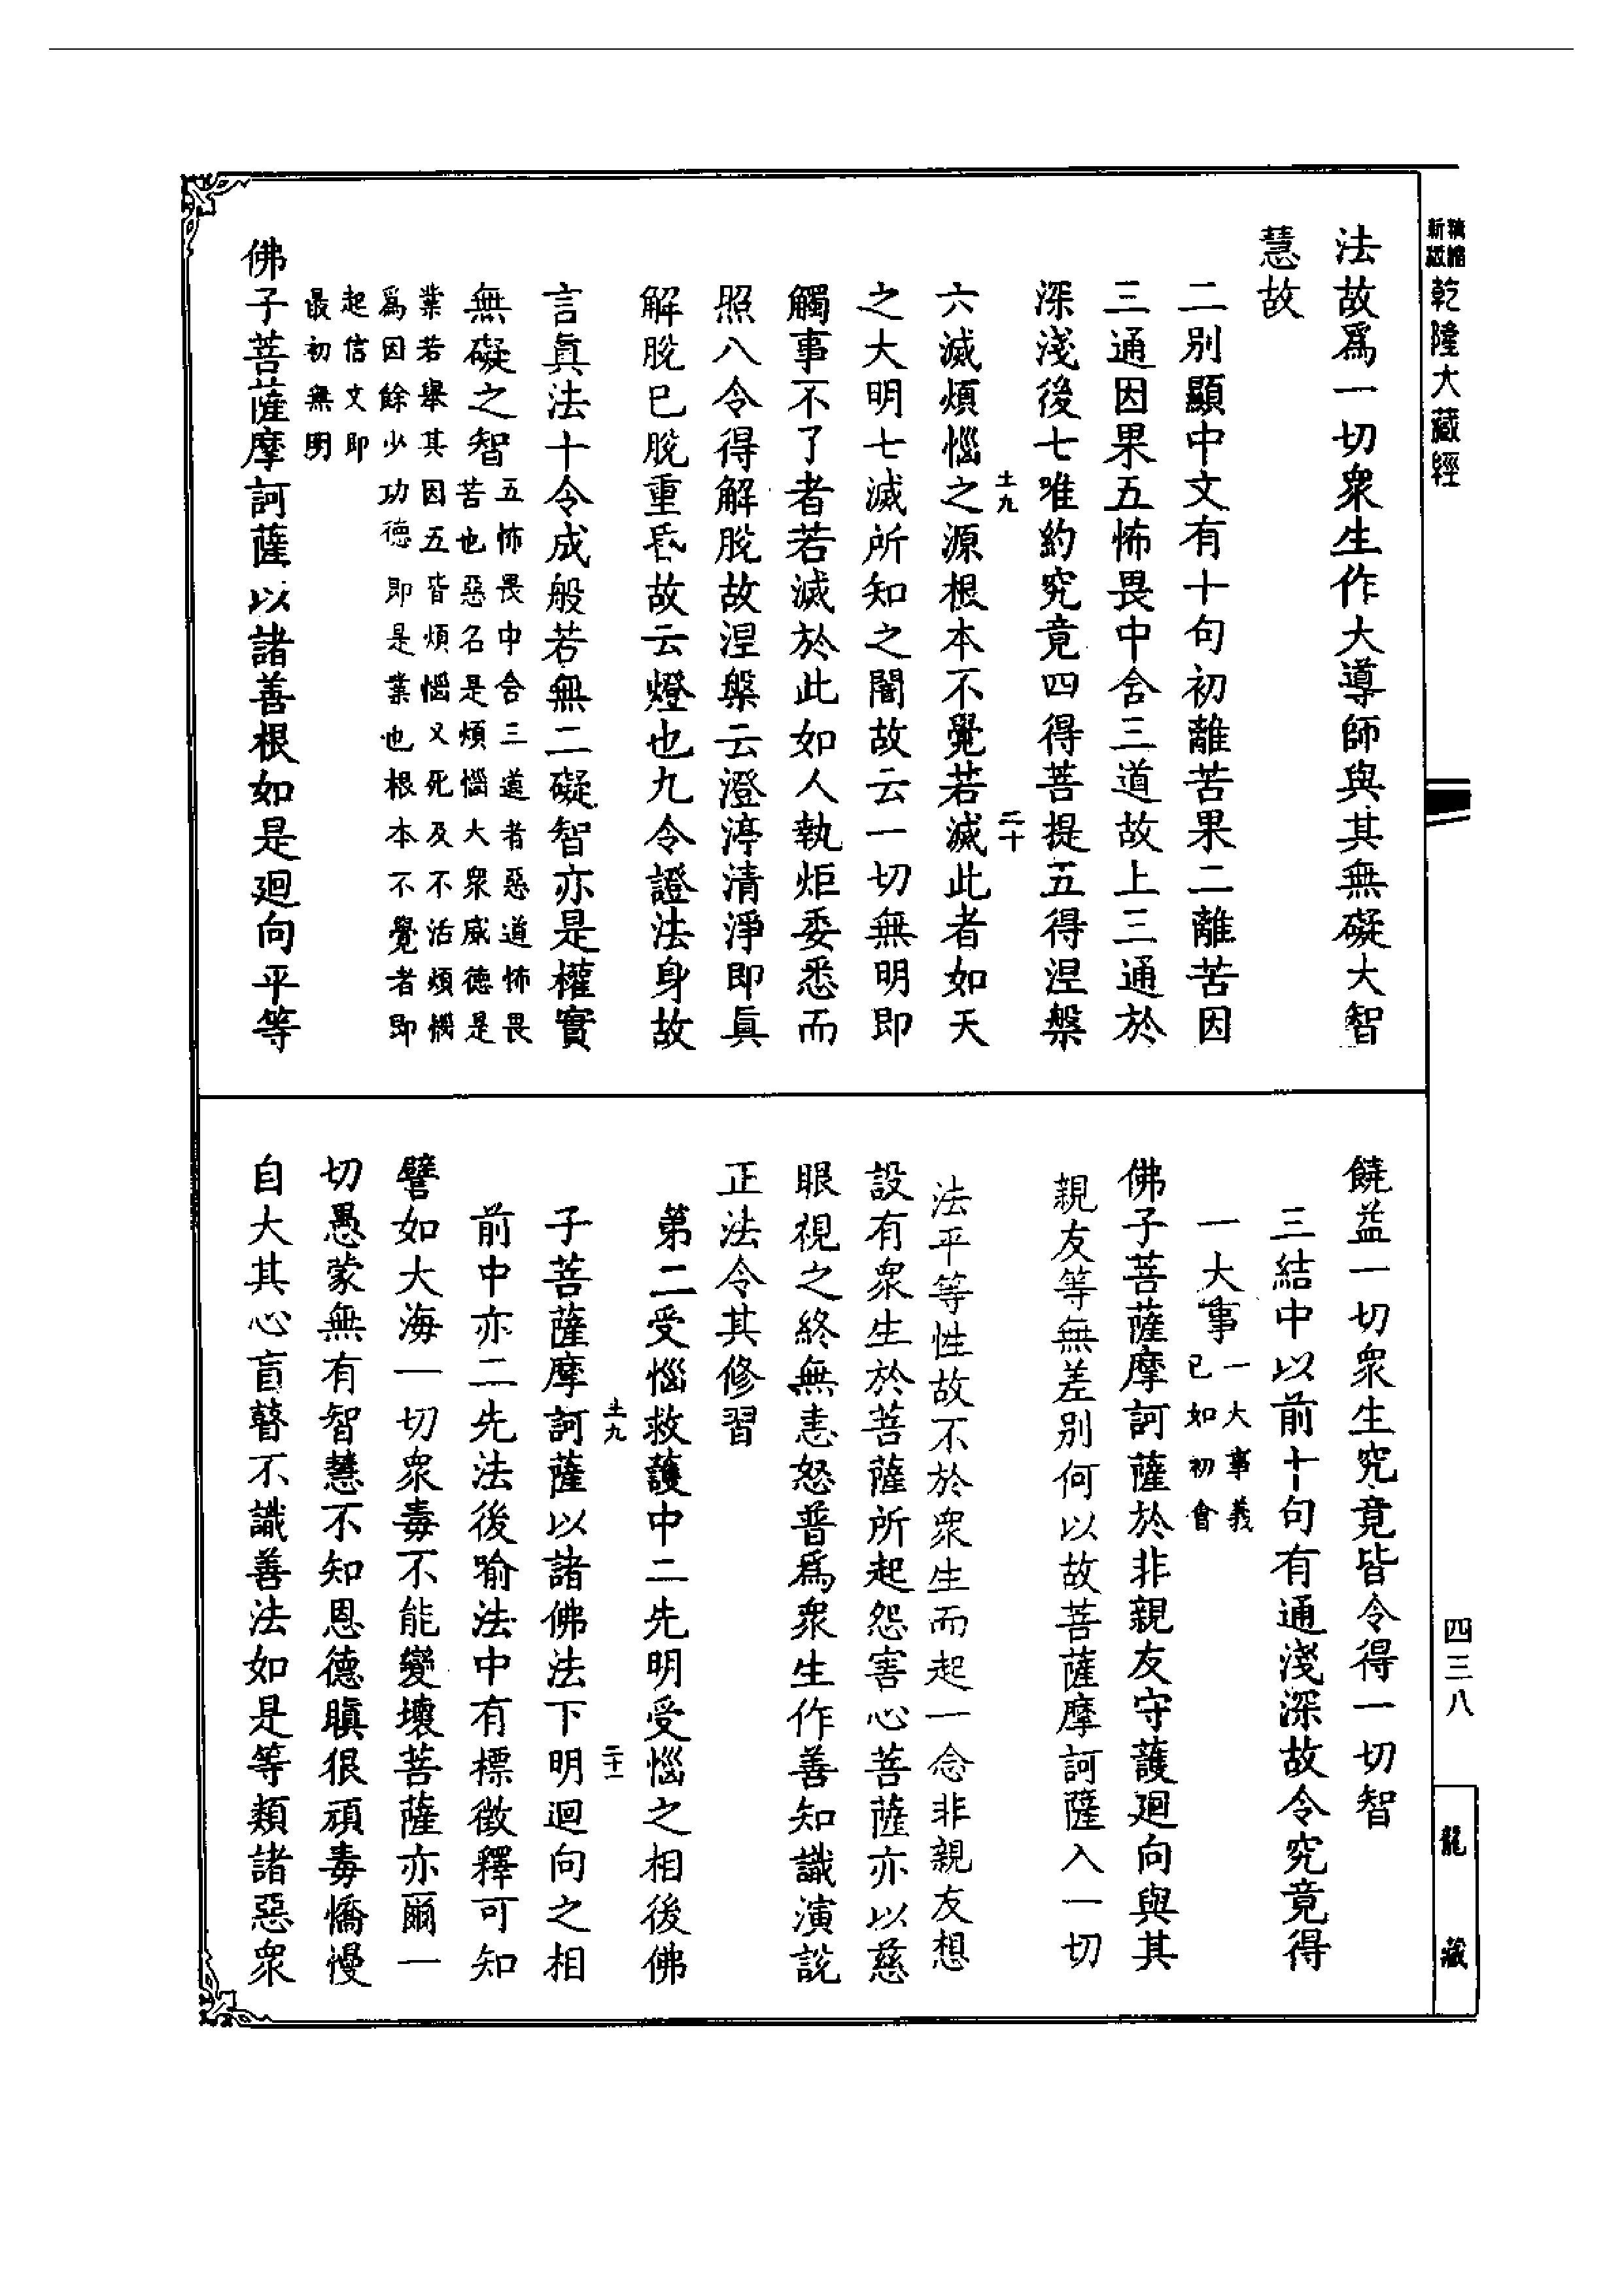 新縮
乾隆大藏經
法故爲一切衆生作大導師與其無礙大智
慧故
二別顯中文有十句初離苦果二離苦因
三通因果五怖畏中含三道故上三通於
深淺後七唯約究竟四得菩提五得涅槃
六滅煩惱之源根本不覺若滅此者如天
土九
二十
之大明七滅所知之闇故云一切無明即
觸事不了者若滅於此如人執炬委悉而
照八令得解脫故涅槃云澄渟清淨即眞
解脫已脫重昏故云燈也九令證法身故
言眞法十令成般若無二礙智亦是權實
無礙之智
五怖畏中含三道者惡道怖畏
苦也惡名是煩惱大衆威德是
業若舉其因五皆煩惱又死及不活煩惱
爲因餘少功德即是業也根本不覺者即
起信文即
最初無明
佛子菩薩摩訶薩以諸善根如是迴向平等
饒益一切衆生究竟皆令得一切智
三結中以前十句有通淺深故令究竟得
一大事
一大事義
已如初會
佛子菩薩摩訶薩於非親友守護迴向與其
親友等無差別何以故菩薩摩訶薩入一切
法平等性故不於衆生而起一念非親友想
設有衆生於菩薩所起怨害心菩薩亦以慈
眼視之終無恚怒普爲衆生作善知識演說
正法令其修習
第二受惱救護中二先明受惱之相後佛
子菩薩摩訶薩以諸佛法下明迴向之相
土九
二十一
前中亦二先法後喻法中有標徵釋可知
譬如大海一切衆毒不能變壞菩薩亦爾一
切愚蒙無有智慧不知恩德瞋很頑毒憍慢
自大其心盲瞽不識善法如是等類諸惡衆
四三八
龍藏